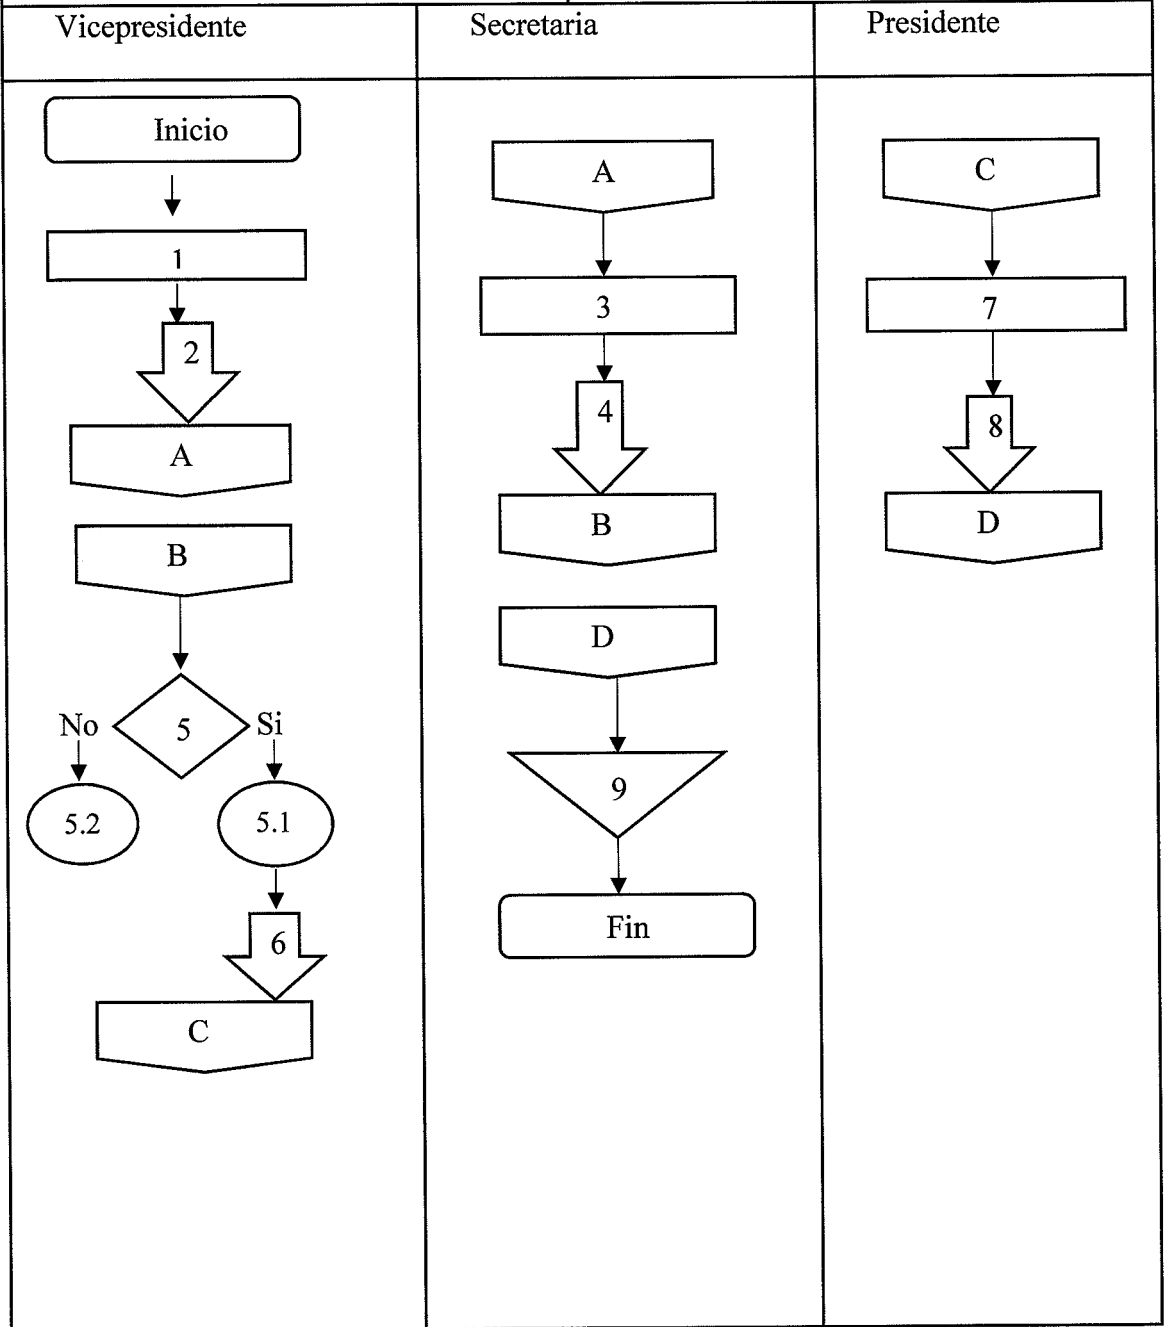 Vicepresidente
Secretaria
Presidente
Inicio
1
2
A
B
5
No
Si
5.2
5.1
6
C
A
3
4
B
D
9
Fin
C
7
8
D